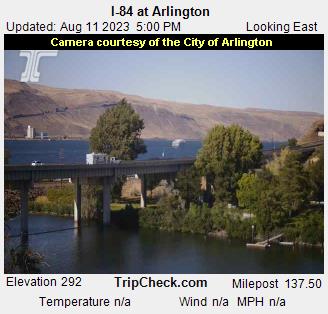 I-84 at Arlington
Updated: Aug 11 2023 5:00 PM Looking East
Camera courtesy of the City of Arlington
Elevation 292 TripCheck.com Milepost 137.50
Temperature n/a Wind n/a MPH n/a